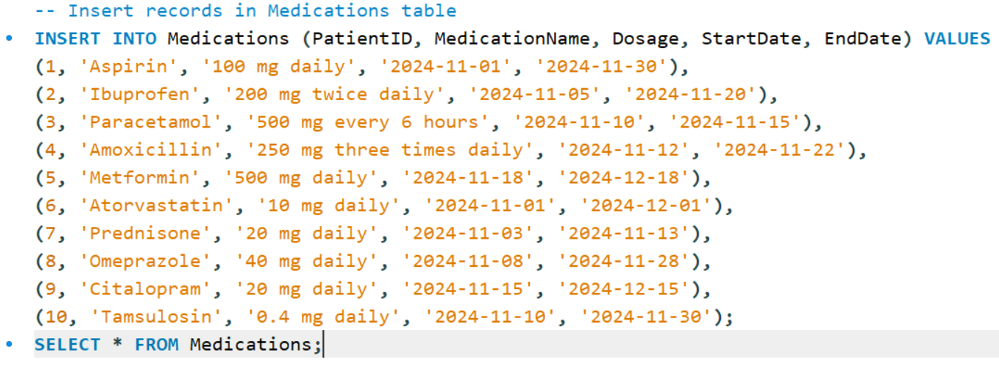 -- Insert records in Medications table
INSERT INTO Medications (PatientID, MedicationName, Dosage, StartDate, EndDate) VALUES
(1, 'Aspirin', '100 mg daily', '2024-11-01', '2024-11-30'),
(2, 'Ibuprofen', '200 mg twice daily', '2024-11-05', '2024-11-20'),
(3, 'Paracetamol', '500 mg every 6 hours', '2024-11-10', '2024-11-15'),
(4, 'Amoxicillin', '250 mg three times daily', '2024-11-12', '2024-11-22'),
(5, 'Metformin', '500 mg daily', '2024-11-18', '2024-12-18'),
(6, 'Atorvastatin', '10 mg daily', '2024-11-01', '2024-12-01'),
(7, 'Prednisone', '20 mg daily', '2024-11-03', '2024-11-13'),
(8, 'Omeprazole', '40 mg daily', '2024-11-08', '2024-11-28'),
(9, 'Citalopram', '20 mg daily', '2024-11-15', '2024-12-15'),
(10, 'Tamsulosin', '0.4 mg daily', '2024-11-10', '2024-11-30');
SELECT * FROM Medications;